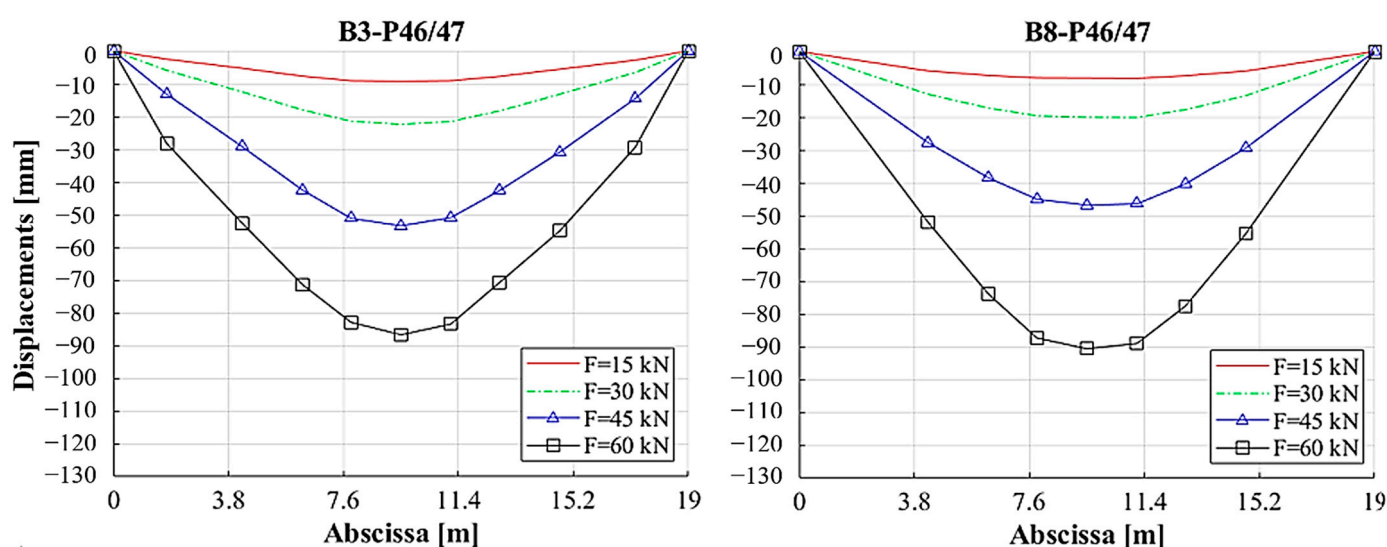 B3-P46/47
0
−10
−20
−30
−40
−50
−60
−70
−80
−90
−100
−110
−120
−130
Displacements [mm]
F=15 kN
F=30 kN
F=45 kN
F=60 kN
0 3.8 7.6 11.4 15.2 19
Abscissa [m]
B8-P46/47
0
−10
−20
−30
−40
−50
−60
−70
−80
−90
−100
−110
−120
−130
F=15 kN
F=30 kN
F=45 kN
F=60 kN
0 3.8 7.6 11.4 15.2 19
Abscissa [m]